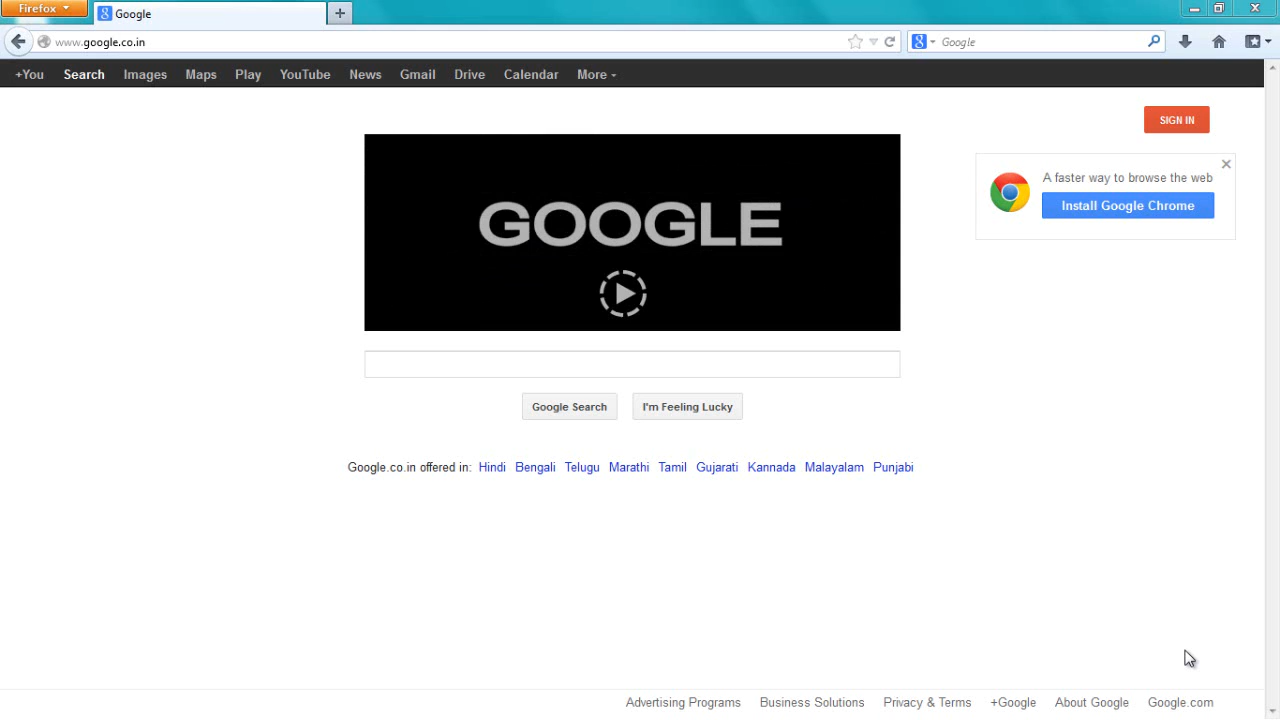 Firefox
Google
www.google.co.in
Google
+You Search Images Maps Play YouTube News Gmail Drive Calendar More
SIGN IN
A faster way to browse the web
Install Google Chrome
GOOGLE
Google Search I'm Feeling Lucky
Google.co.in offered in: Hindi Bengali Telugu Marathi Tamil Gujarati Kannada Malayalam Punjabi
Advertising Programs Business Solutions Privacy & Terms +Google About Google Google.com